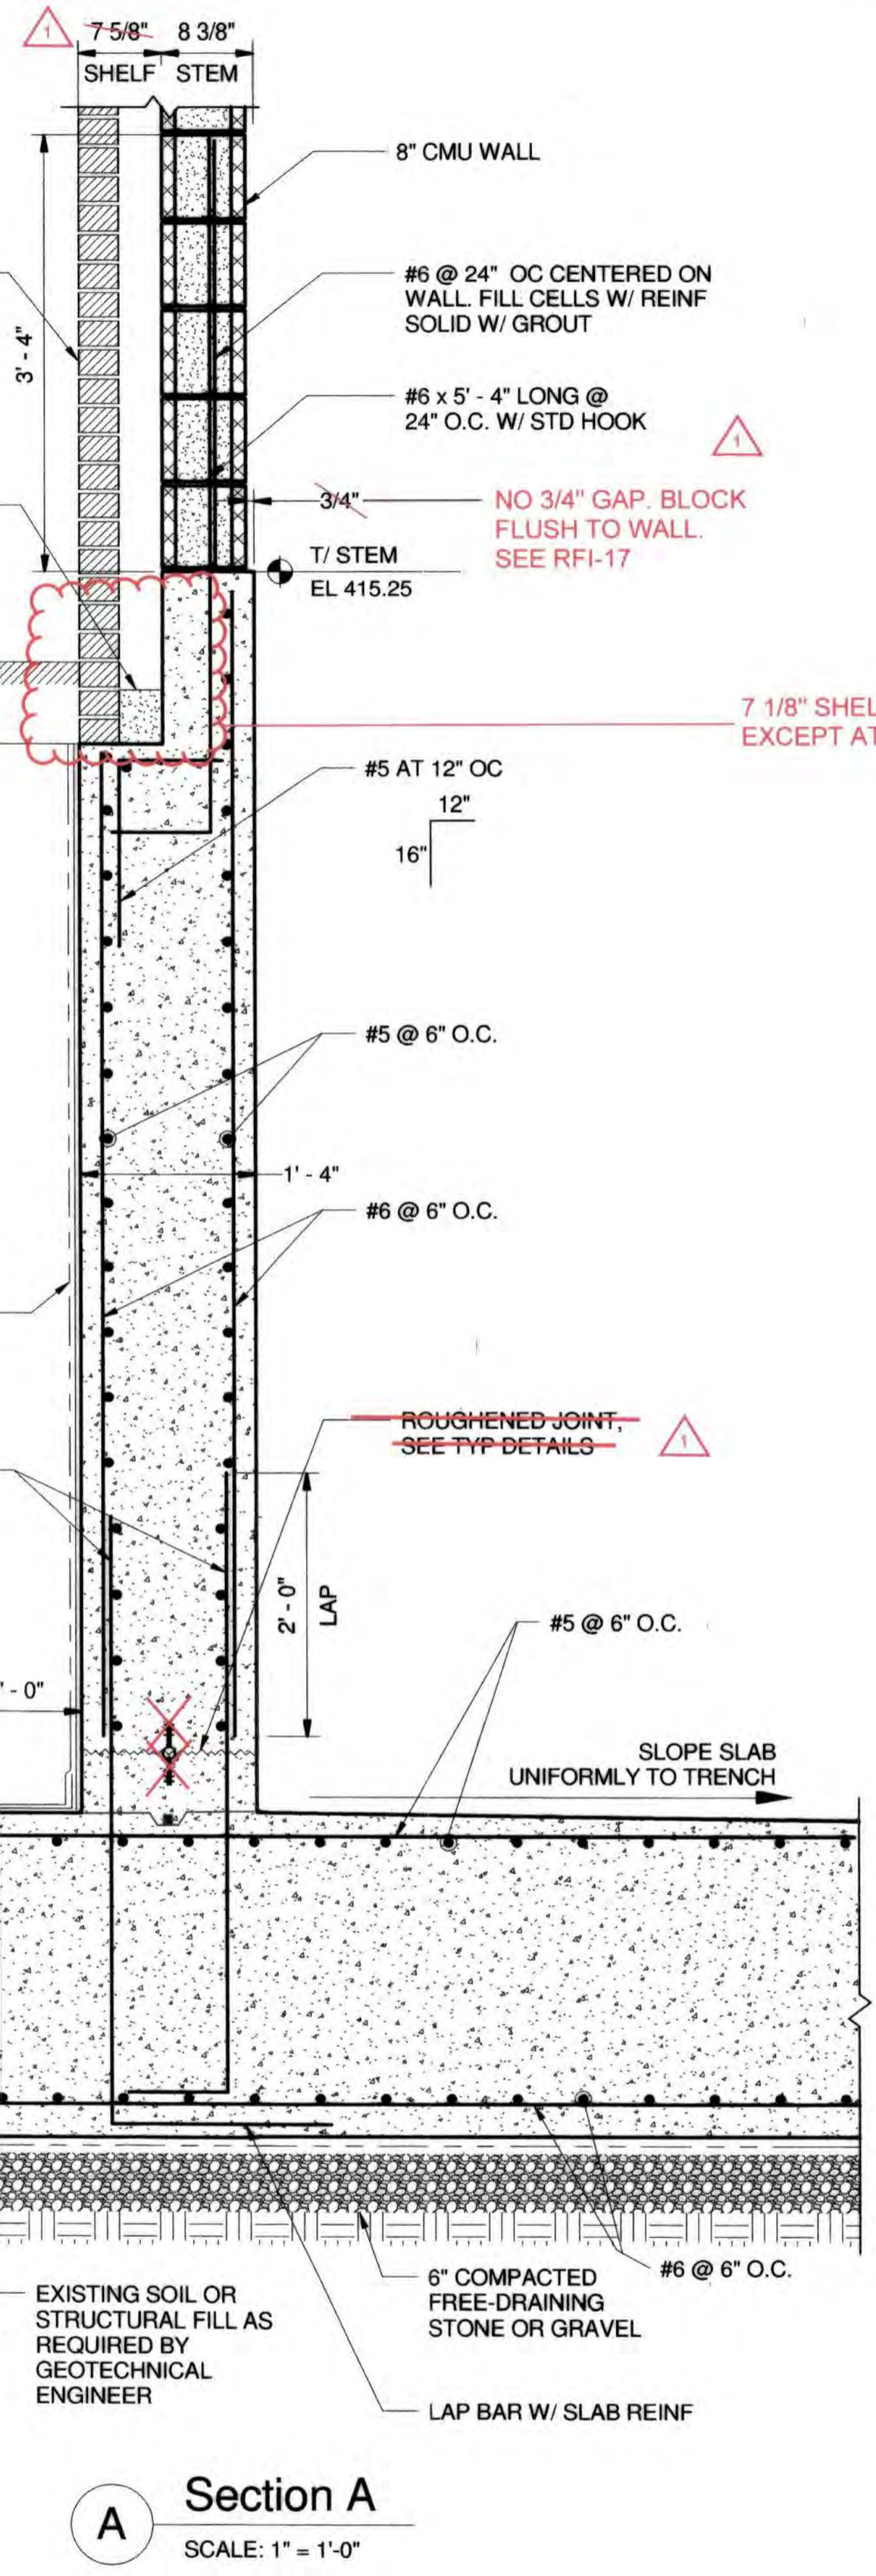 1
7 5/8" 8 3/8"
SHELF STEM
8" CMU WALL
3' - 4"
#6 @ 24" OC CENTERED ON
WALL. FILL CELLS W/ REINF
SOLID W/ GROUT
#6 x 5' - 4" LONG @
24" O.C. W/ STD HOOK
1
3/4"
NO 3/4" GAP. BLOCK
FLUSH TO WALL.
SEE RFI-17
T/ STEM
EL 415.25
7 1/8" SHEL
EXCEPT AT
#5 AT 12" OC
12"
16"
#5 @ 6" O.C.
1' - 4"
#6 @ 6" O.C.
ROUGHENED JOINT,
SEE TYP DETAILS
1
2' - 0"
LAP
#5 @ 6" O.C.
' - 0"
SLOPE SLAB
UNIFORMLY TO TRENCH
#6 @ 6" O.C.
6" COMPACTED
FREE-DRAINING
STONE OR GRAVEL
EXISTING SOIL OR
STRUCTURAL FILL AS
REQUIRED BY
GEOTECHNICAL
ENGINEER
LAP BAR W/ SLAB REINF
A
Section A
SCALE: 1" = 1'-0"